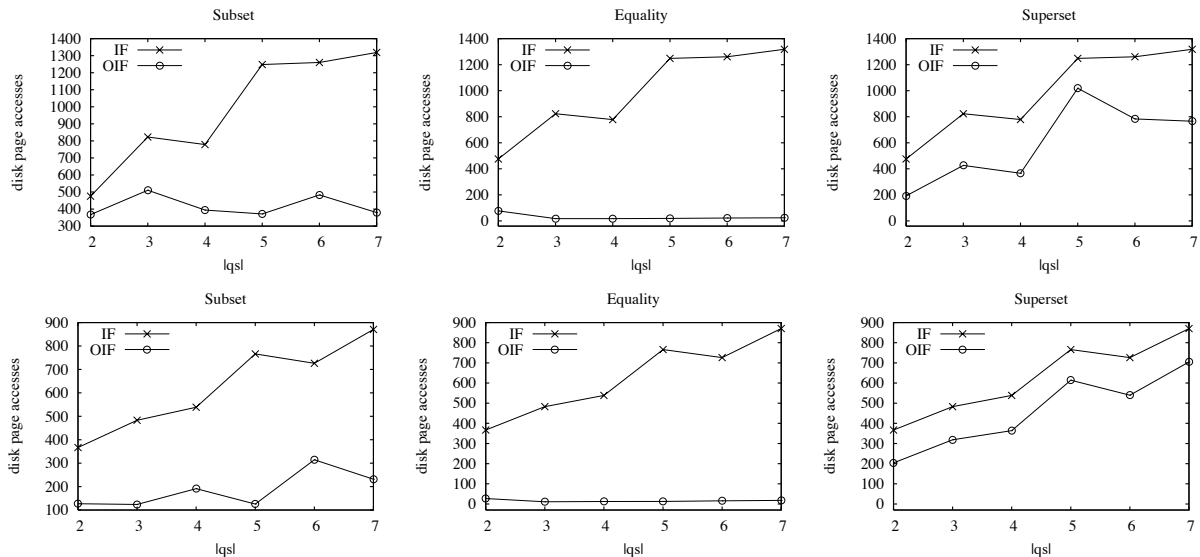 Subset
1400
1300
1200
1100
1000
900
800
700
600
500
400
300
2 3 4 5 6 7
disk page accesses
|qs|
IF
OIF
Equality
1400
1200
1000
800
600
400
200
0
2 3 4 5 6 7
disk page accesses
|qs|
IF
OIF
Superset
1400
1200
1000
800
600
400
200
0
2 3 4 5 6 7
disk page accesses
|qs|
IF
OIF
Subset
900
800
700
600
500
400
300
200
100
2 3 4 5 6 7
disk page accesses
|qs|
IF
OIF
Equality
900
800
700
600
500
400
300
200
100
0
2 3 4 5 6 7
disk page accesses
|qs|
IF
OIF
Superset
900
800
700
600
500
400
300
200
100
0
2 3 4 5 6 7
disk page accesses
|qs|
IF
OIF